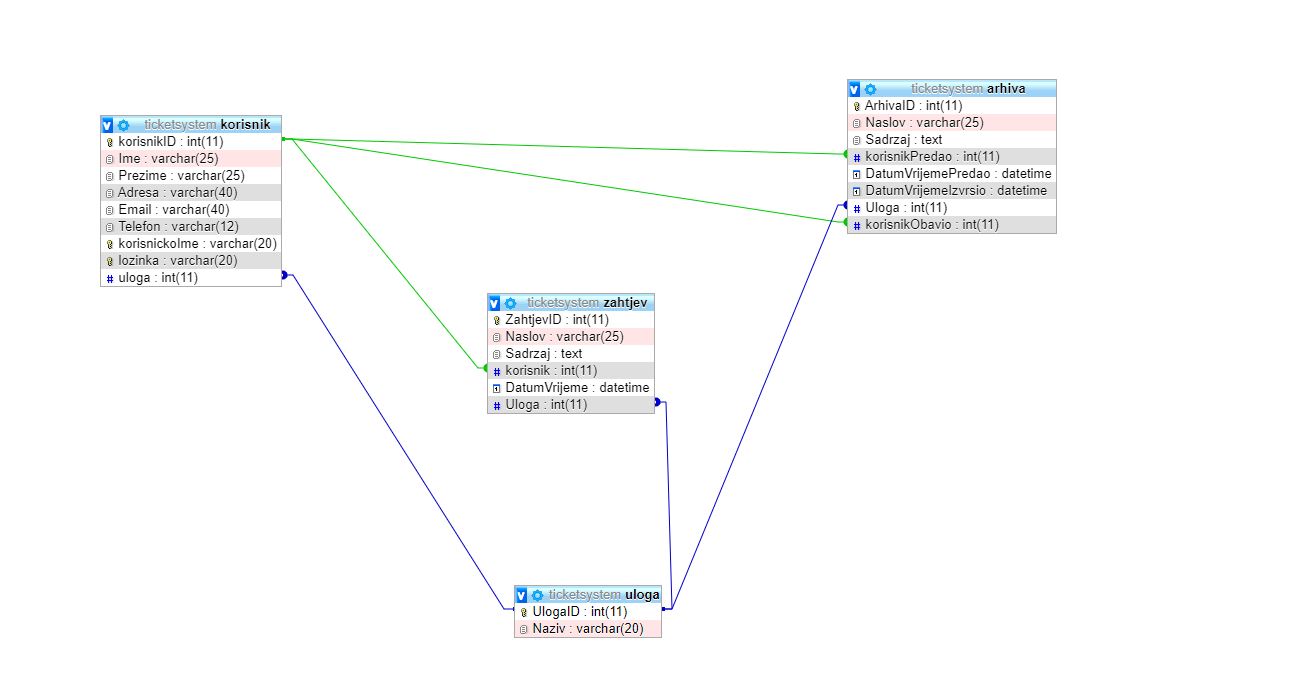 ticketsystem korisnik
korisnikID : int(11)
Ime : varchar(25)
Prezime : varchar(25)
Adresa : varchar(40)
Email : varchar(40)
Telefon : varchar(12)
korisnickoIme : varchar(20)
lozinka : varchar(20)
uloga : int(11)
ticketsystem zahtjev
ZahtjevID : int(11)
Naslov : varchar(25)
Sadrzaj : text
korisnik : int(11)
DatumVrijeme : datetime
Uloga : int(11)
ticketsystem arhiva
ArhivaID : int(11)
Naslov : varchar(25)
Sadrzaj : text
korisnikPredao : int(11)
DatumVrijemePredao : datetime
DatumVrijemeIzvrsio : datetime
Uloga : int(11)
korisnikObavio : int(11)
ticketsystem uloga
UlogaID : int(11)
Naziv : varchar(20)